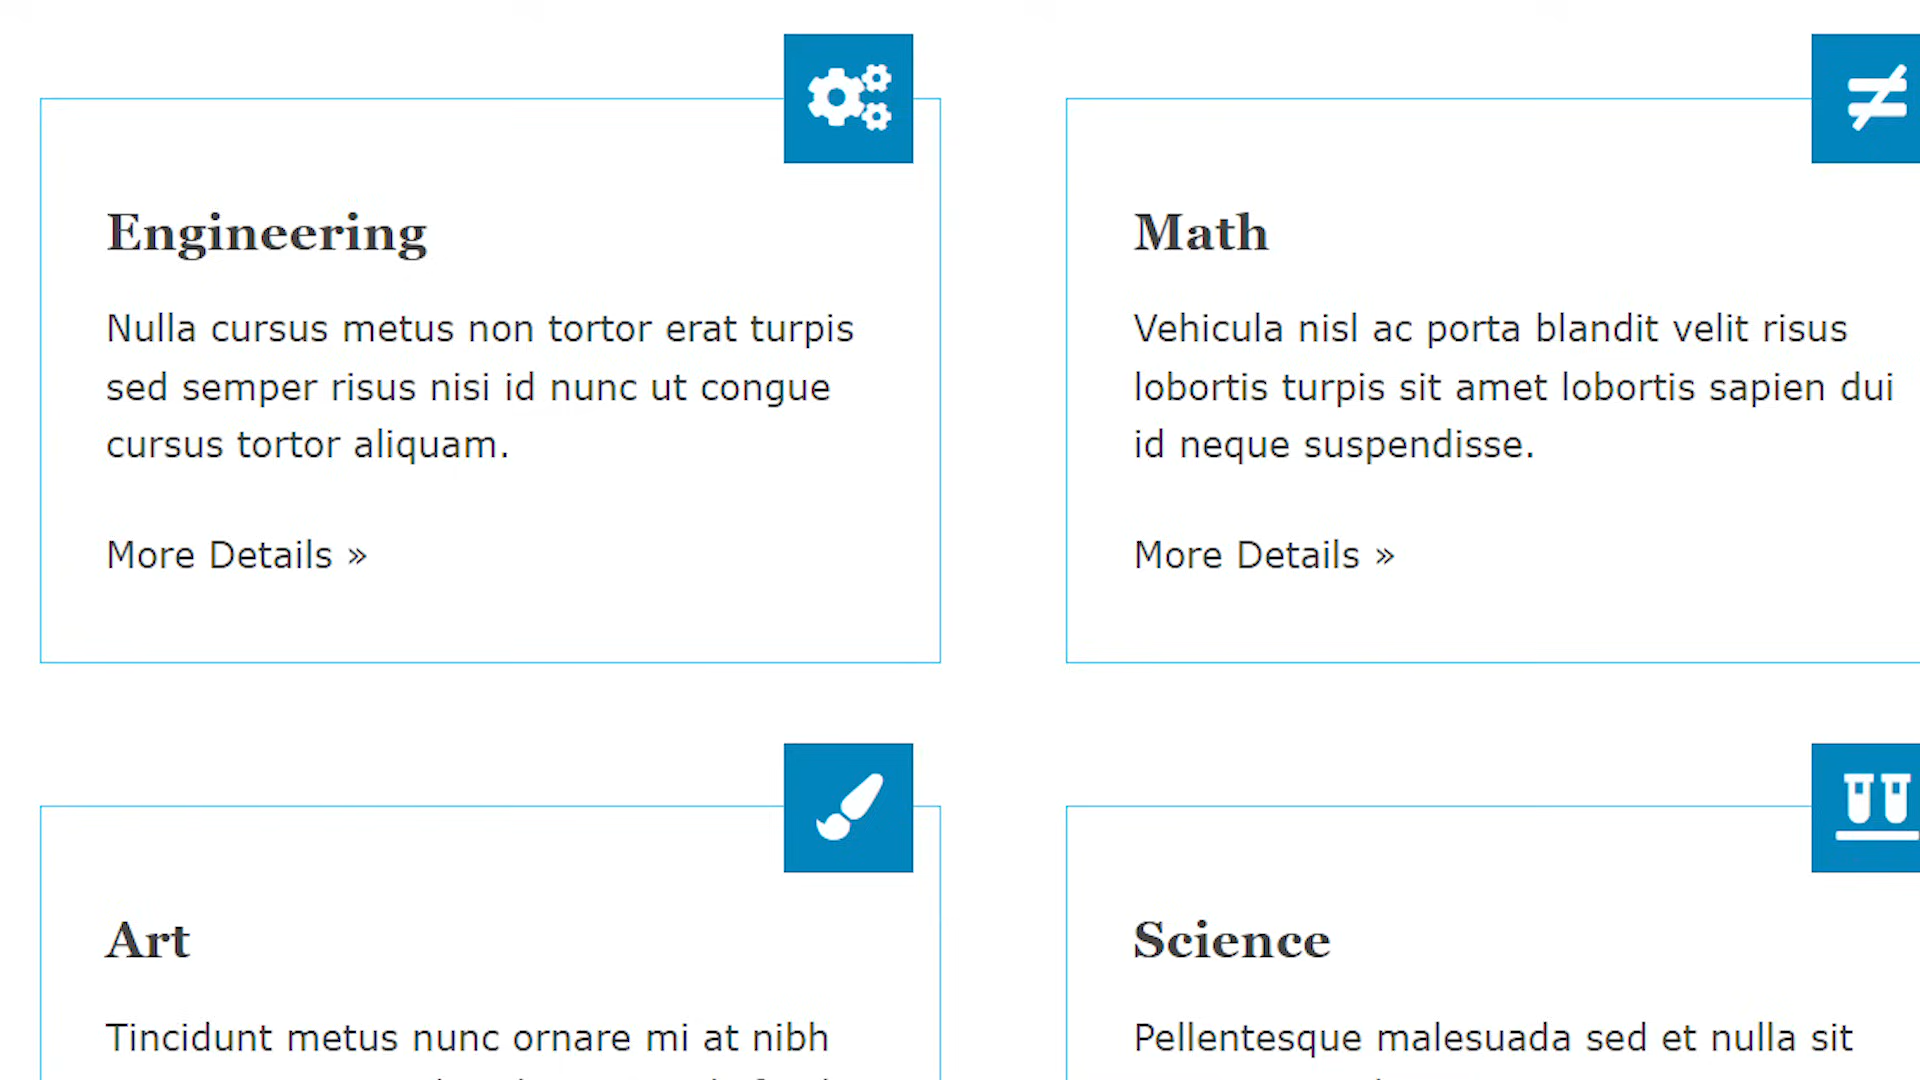 Engineering
Nulla cursus metus non tortor erat turpis
sed semper risus nisi id nunc ut congue
cursus tortor aliquam.
More Details »
Math
Vehicula nisl ac porta blandit velit risus
lobortis turpis sit amet lobortis sapien dui
id neque suspendisse.
More Details »
Art
Tincidunt metus nunc ornare mi at nibh
Science
Pellentesque malesuada sed et nulla sit